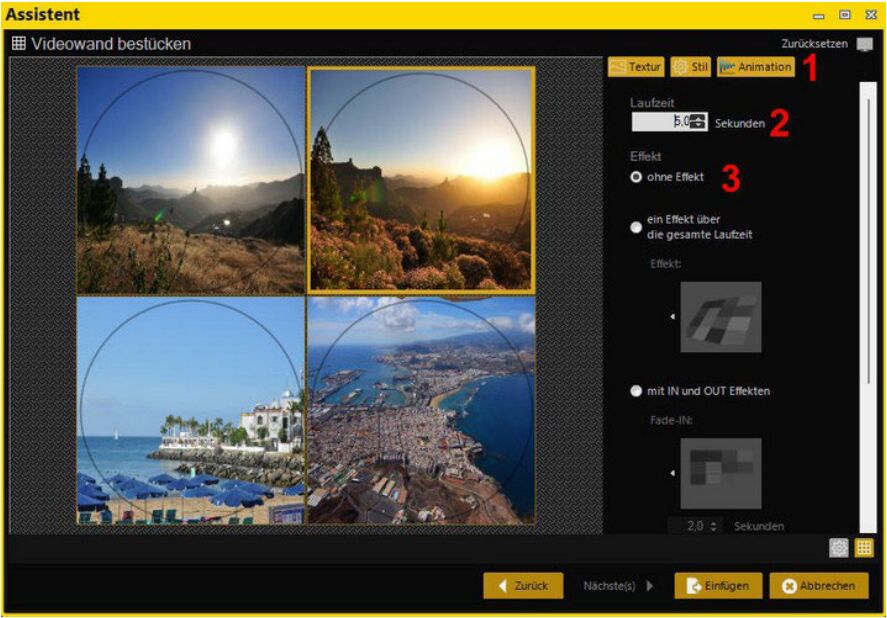 Assistent
Videowand bestücken
Zurücksetzen
Textur Stil Animation 1
Laufzeit
5.0 Sekunden 2
Effekt
ohne Effekt 3
ein Effekt über
die gesamte Laufzeit
Effekt:
mit IN und OUT Effekten
Fade-IN:
2,0 Sekunden
Zurück Nächste(s) Einfügen Abbrechen